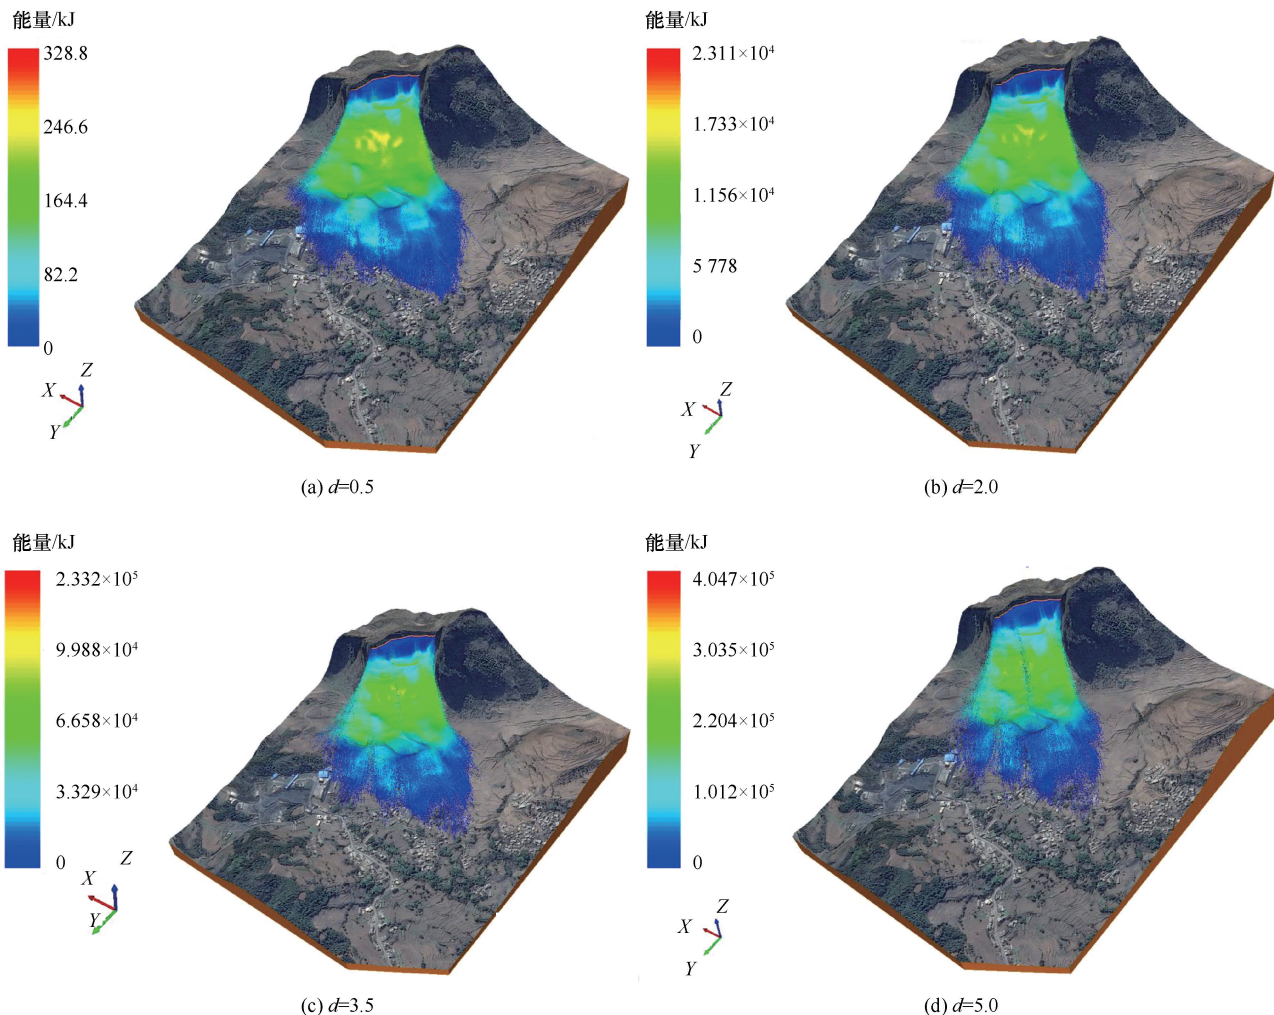 能量/kJ
328.8
246.6
164.4
82.2
0
X
Y
Z
(a) d=0.5
能量/kJ
2.311×10⁴
1.733×10⁴
1.156×10⁴
5 778
0
X
Y
Z
(b) d=2.0
能量/kJ
2.332×10⁵
9.988×10⁴
6.658×10⁴
3.329×10⁴
0
X
Y
Z
(c) d=3.5
能量/kJ
4.047×10⁵
3.035×10⁵
2.204×10⁵
1.012×10⁵
0
X
Y
Z
(d) d=5.0